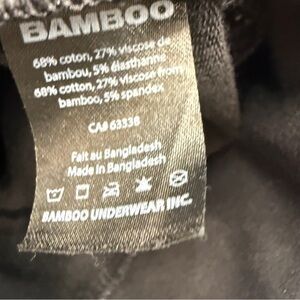 BAMBOO
68% coton, 27% viscose de
bambou, 5% élasthanne
68% cotton, 27% viscose from
bamboo, 5% spandex
CA# 63338
Fait au Bangladesh
Made in Bangladesh
BAMBOO UNDERWEAR INC.